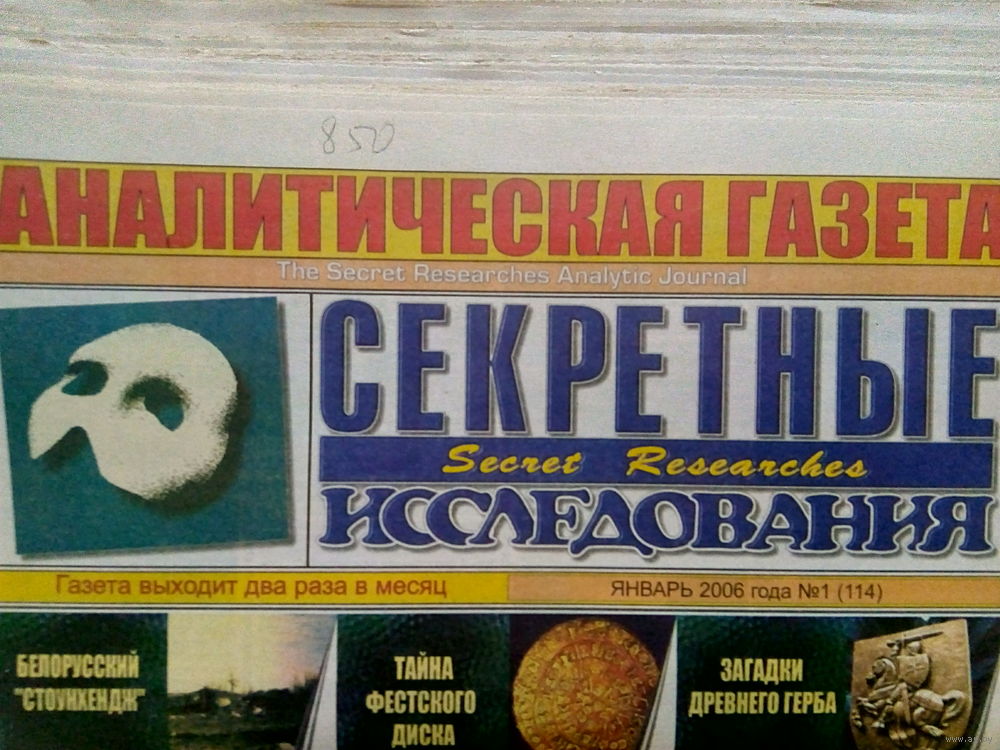 850
АНАЛИТИЧЕСКАЯ ГАЗЕТА
The Secret Researches Analytic Journal
СЕКРЕТНЫЕ
Secret Researches
ИССЛЕДОВАНИЯ
Газета выходит два раза в месяц
ЯНВАРЬ 2006 года №1 (114)
БЕЛОРУССКИЙ
"СТОУНХЕНДЖ"
ТАЙНА
ФЕСТСКОГО
ДИСКА
ЗАГАДКИ
ДРЕВНЕГО ГЕРБА